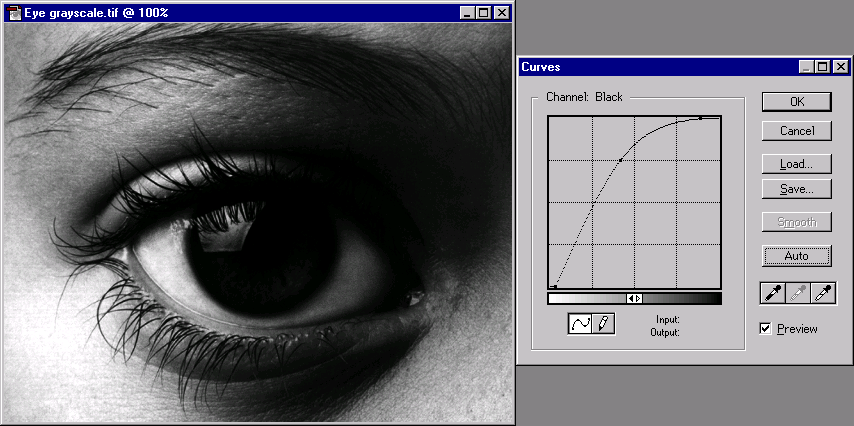 Eye grayscale.tif @ 100%
Curves
Channel: Black
OK
Cancel
Load...
Save...
Smooth
Auto
Input:
Output:
Preview